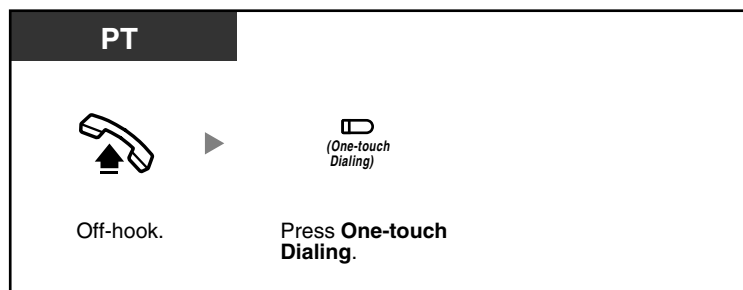 PT
(One-touch
Dialing)
Off-hook.
Press One-touch
Dialing.